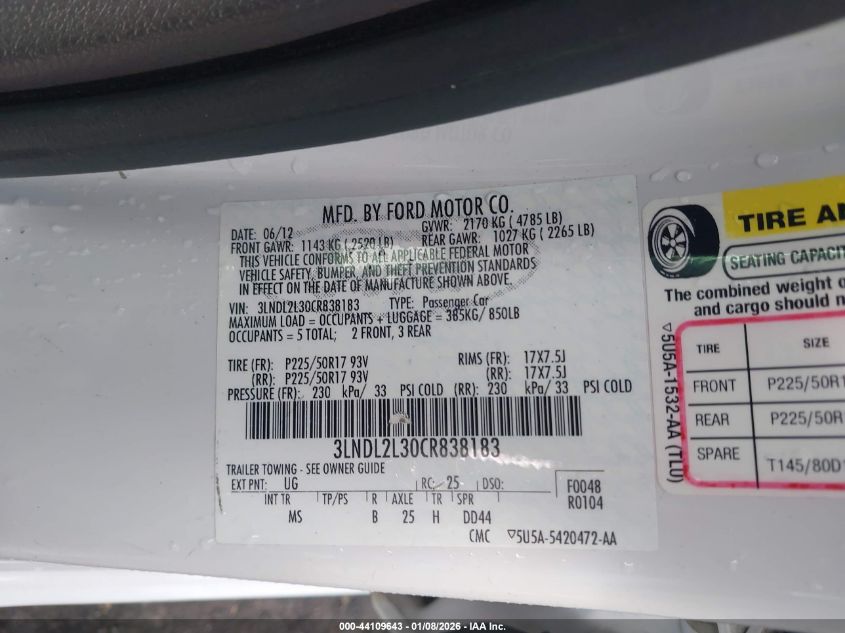 MFD. BY FORD MOTOR CO.
DATE: 06/12
GVWR: 2170 KG ( 4785 LB)
FRONT GAWR: 1143 KG ( 2520 LB)
REAR GAWR: 1027 KG ( 2265 LB)
THIS VEHICLE CONFORMS TO ALL APPLICABLE FEDERAL MOTOR
VEHICLE SAFETY, BUMPER, AND THEFT PREVENTION STANDARDS
IN EFFECT ON THE DATE OF MANUFACTURE SHOWN ABOVE.
VIN: 3LNDL2L30CR838183 TYPE: Passenger Car
MAXIMUM LOAD = OCCUPANTS + LUGGAGE = 385KG/ 850LB
OCCUPANTS = 5 TOTAL; 2 FRONT, 3 REAR
TIRE (FR): P225/50R17 93V RIMS (FR): 17X7.5J
(RR): P225/50R17 93V (RR): 17X7.5J
PRESSURE (FR): 230 kPa/ 33 PSI COLD (RR): 230 kPa/ 33 PSI COLD
3LNDL2L30CR838183
TRAILER TOWING - SEE OWNER GUIDE
EXT PNT: UG RC: 25 DSO:
F0048
R0104
INT TR TP/PS R AXLE TR SPR
MS B 25 H DD44
CMC ▽5U5A-5420472-AA
TIRE
SEATING
The combined weight
and cargo should
▽5U5A-1532-AA (TLU)
TIRE SIZE
FRONT P225/50R
REAR P225/50R
SPARE T145/80D
000-44109643 - 01/08/2026 - IAA Inc.